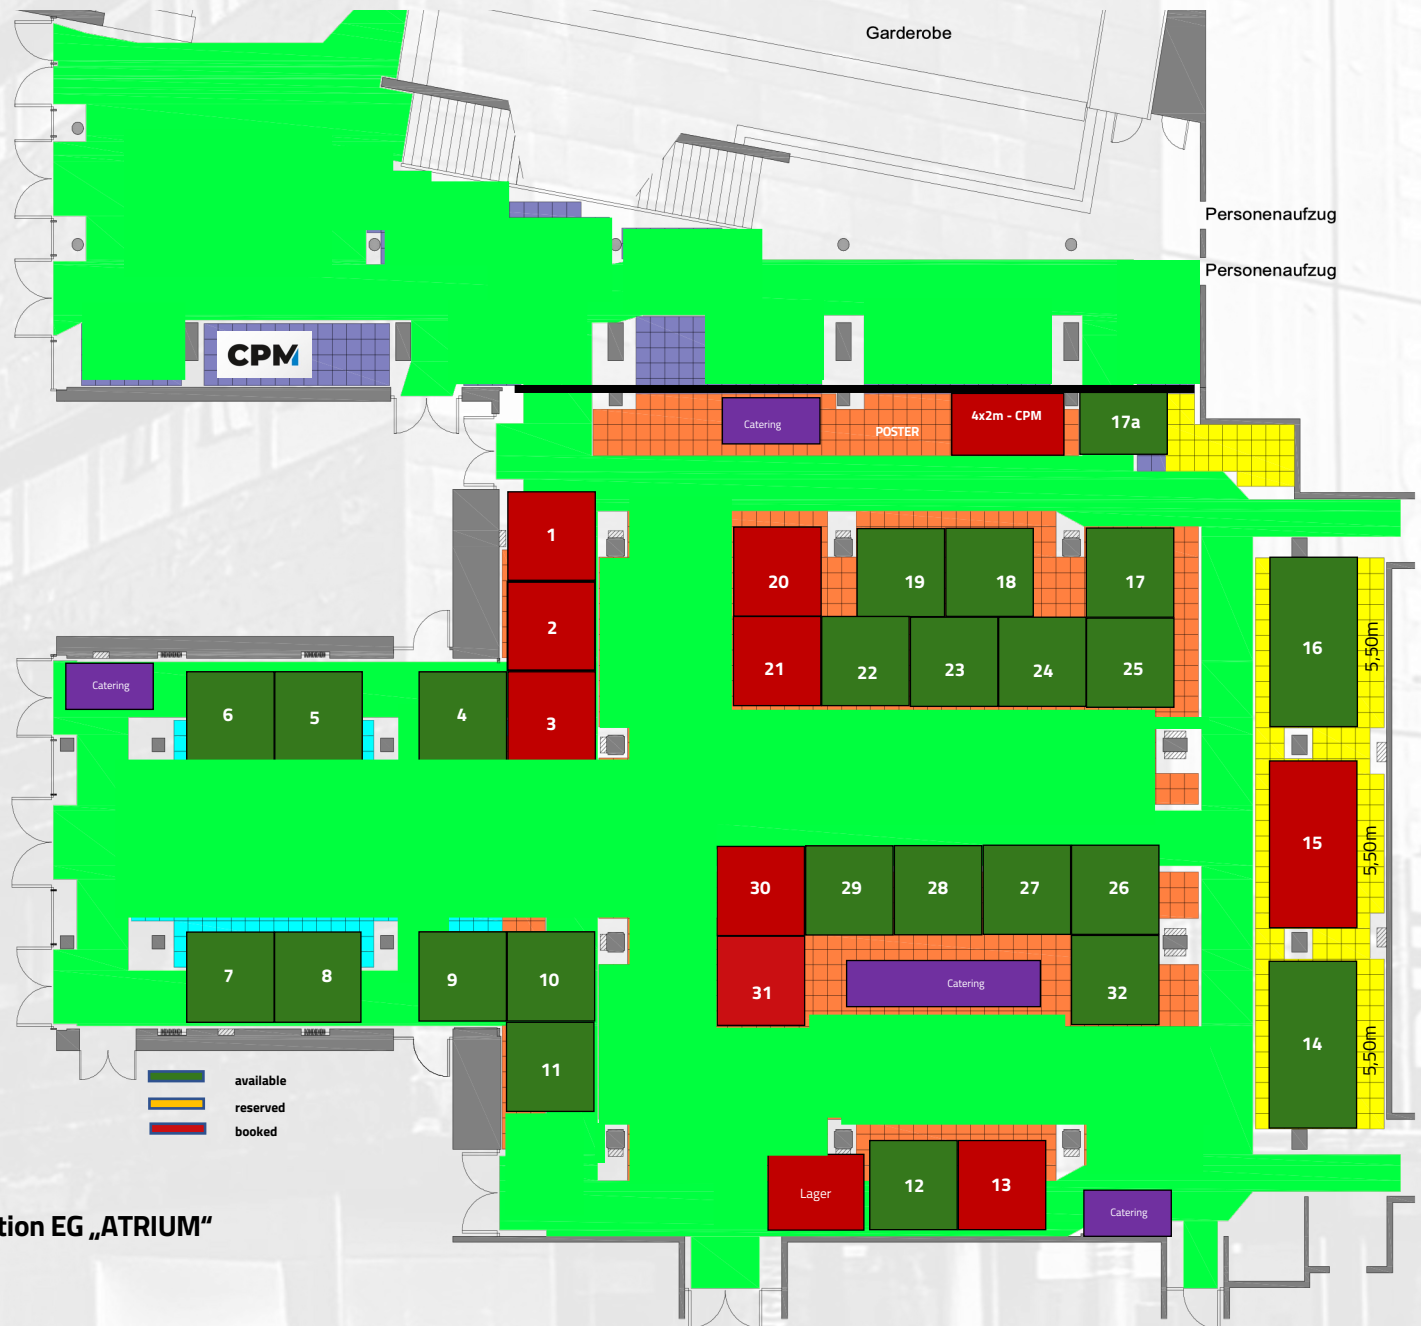 Garderobe
Personenaufzug
Personenaufzug
CPM
Catering
POSTER
4x2m - CPM
17a
1
20
19
18
17
2
16
5,50m
21
22
23
24
25
Catering
6
5
4
3
15
5,50m
30
29
28
27
26
7
8
9
10
31
Catering
32
14
5,50m
11
available
reserved
booked
Lager
12
13
Catering
tion EG „ATRIUM“